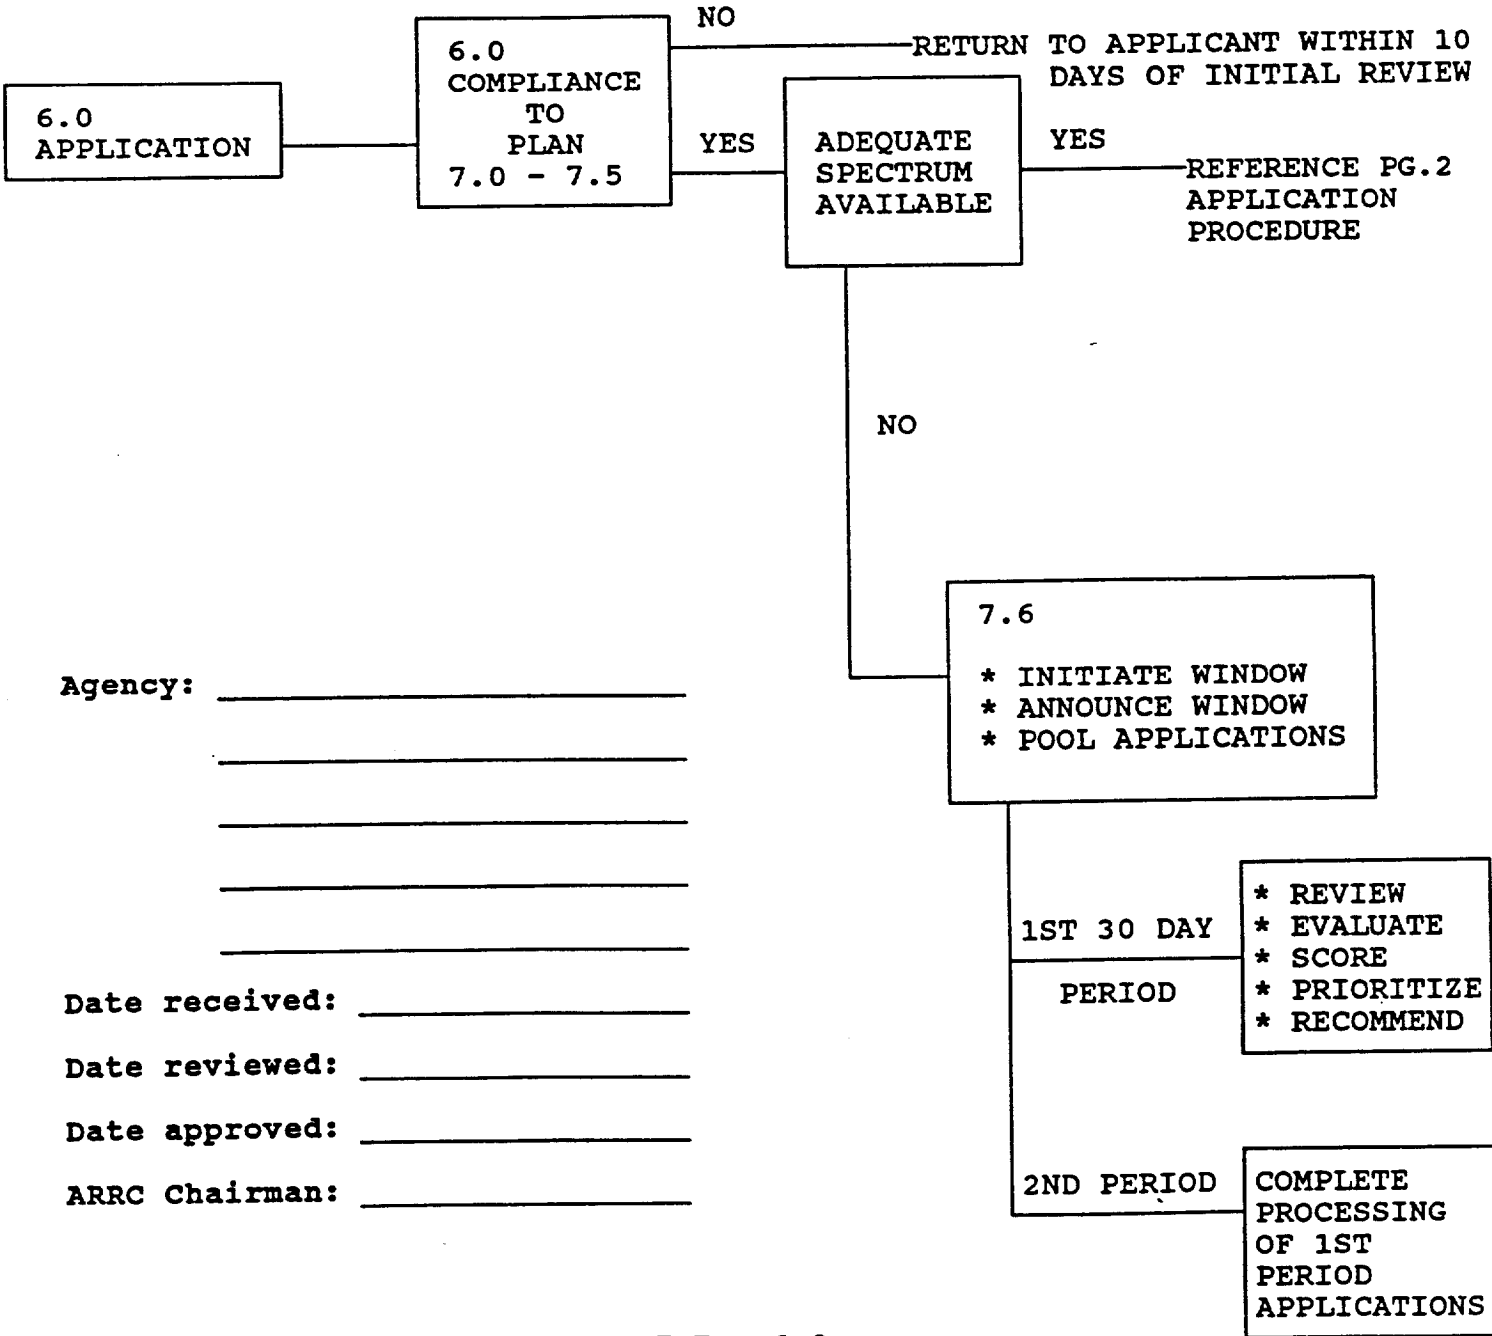 NO
6.0
COMPLIANCE
TO
PLAN
7.0 - 7.5
RETURN TO APPLICANT WITHIN 10
DAYS OF INITIAL REVIEW
6.0
APPLICATION
YES
ADEQUATE
SPECTRUM
AVAILABLE
YES
REFERENCE PG.2
APPLICATION
PROCEDURE
NO
7.6
* INITIATE WINDOW
* ANNOUNCE WINDOW
* POOL APPLICATIONS
Agency:
1ST 30 DAY
PERIOD
* REVIEW
* EVALUATE
* SCORE
* PRIORITIZE
* RECOMMEND
Date received:
Date reviewed:
Date approved:
ARRC Chairman:
2ND PERIOD
COMPLETE
PROCESSING
OF 1ST
PERIOD
APPLICATIONS